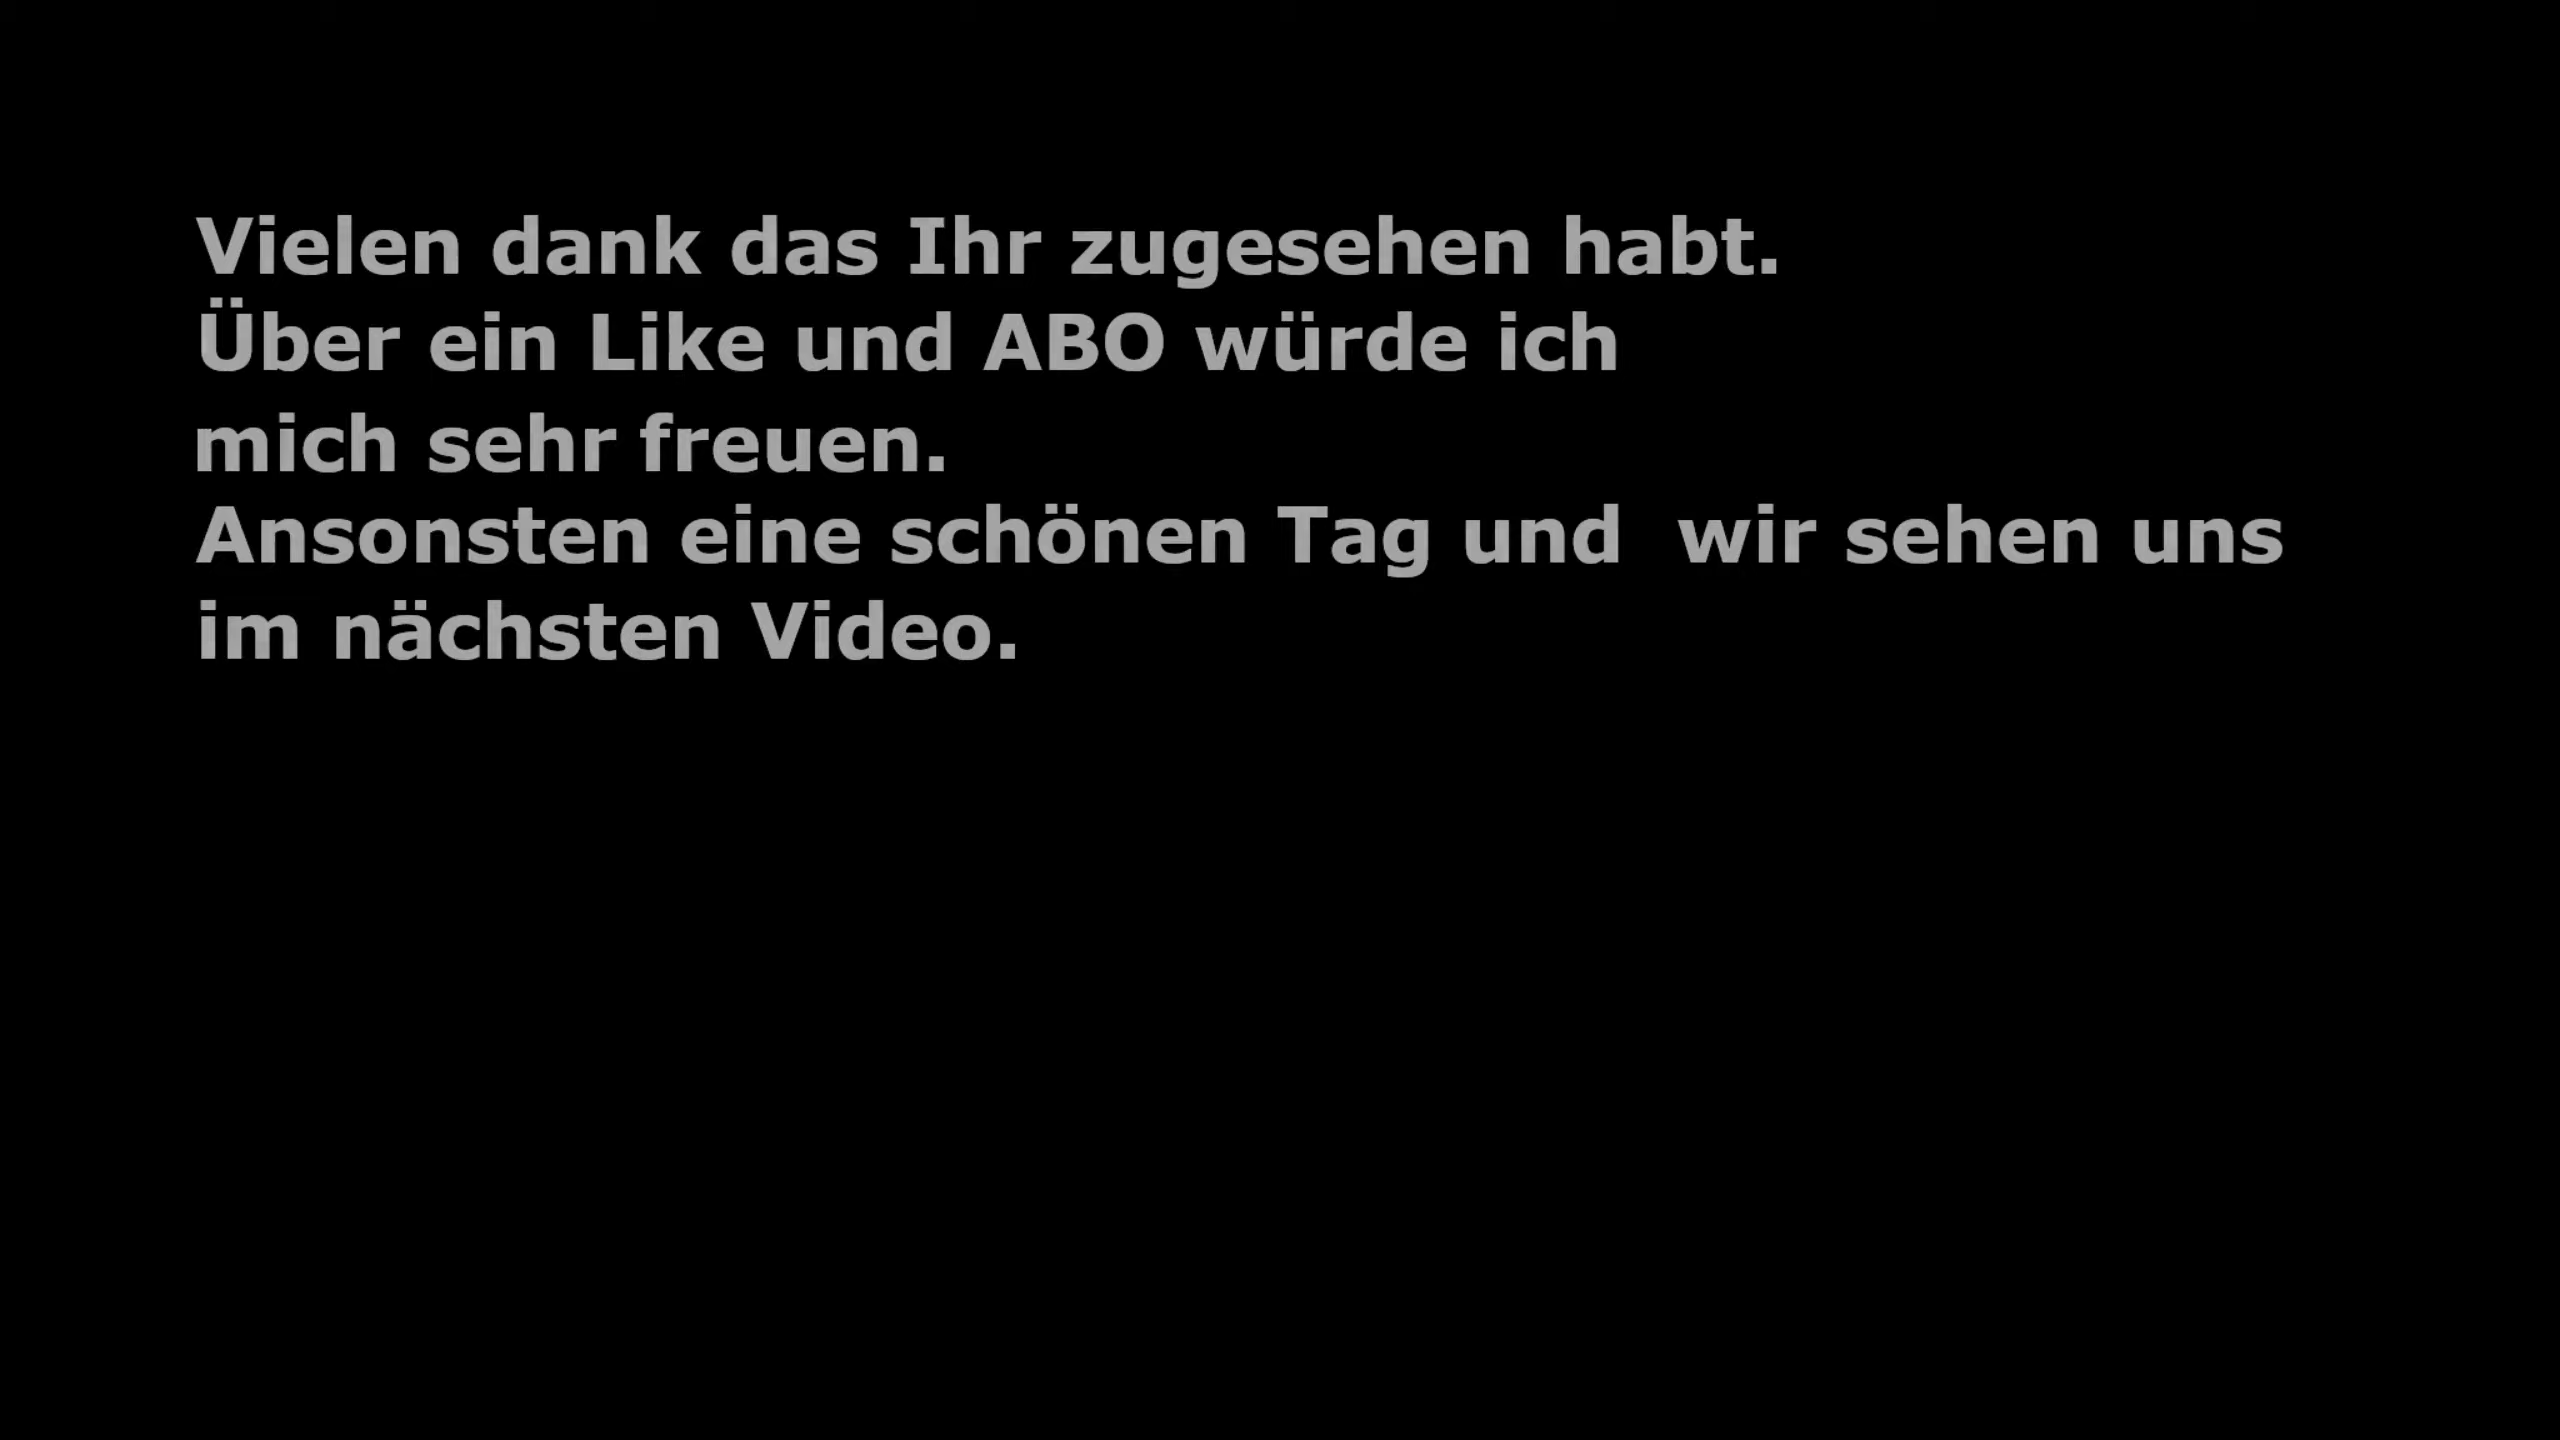 Vielen dank das Ihr zugesehen habt.
Über ein Like und ABO würde ich
mich sehr freuen.
Ansonsten eine schönen Tag und  wir sehen uns
im nächsten Video.